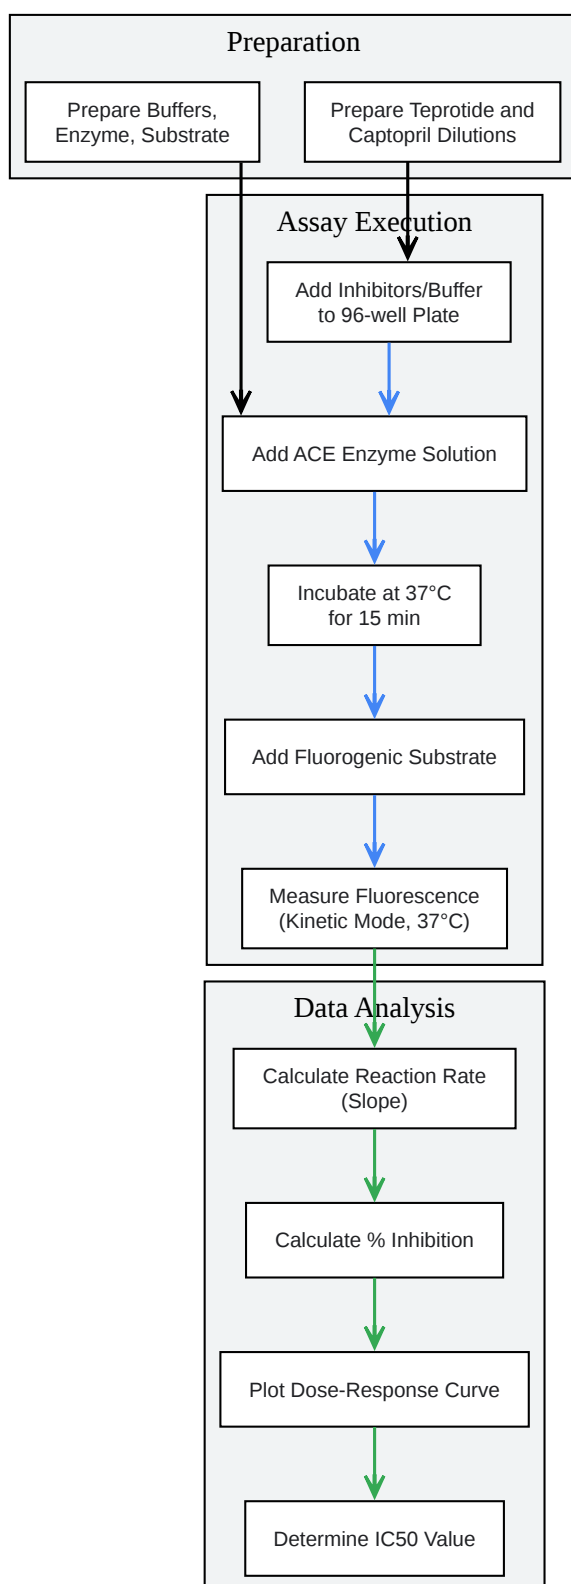 Preparation
Prepare Buffers,
Enzyme, Substrate
Prepare Teprotide and
Captopril Dilutions
Assay Execution
Add Inhibitors/Buffer
to 96-well Plate
Add ACE Enzyme Solution
Incubate at 37°C
for 15 min
Add Fluorogenic Substrate
Measure Fluorescence
(Kinetic Mode, 37°C)
Data Analysis
Calculate Reaction Rate
(Slope)
Calculate % Inhibition
Plot Dose-Response Curve
Determine IC50 Value